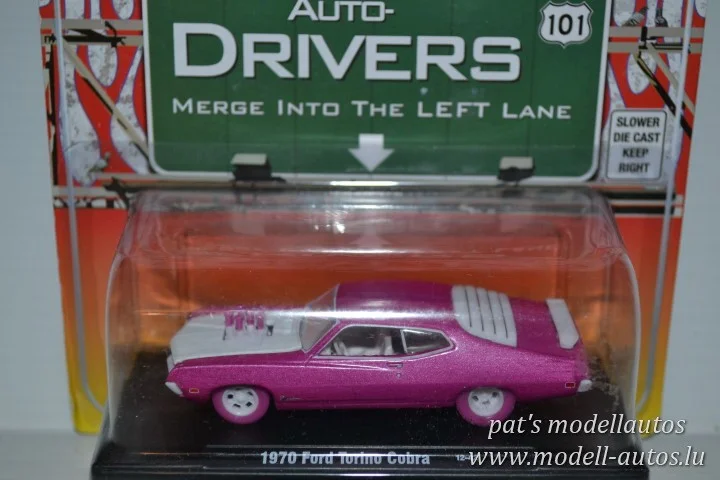 AUTO-
DRIVERS
101
MERGE INTO THE LEFT LANE
SLOWER
DIE CAST
KEEP
RIGHT
1970 Ford Torino Cobra
pat's modellautos
www.modell-autos.lu